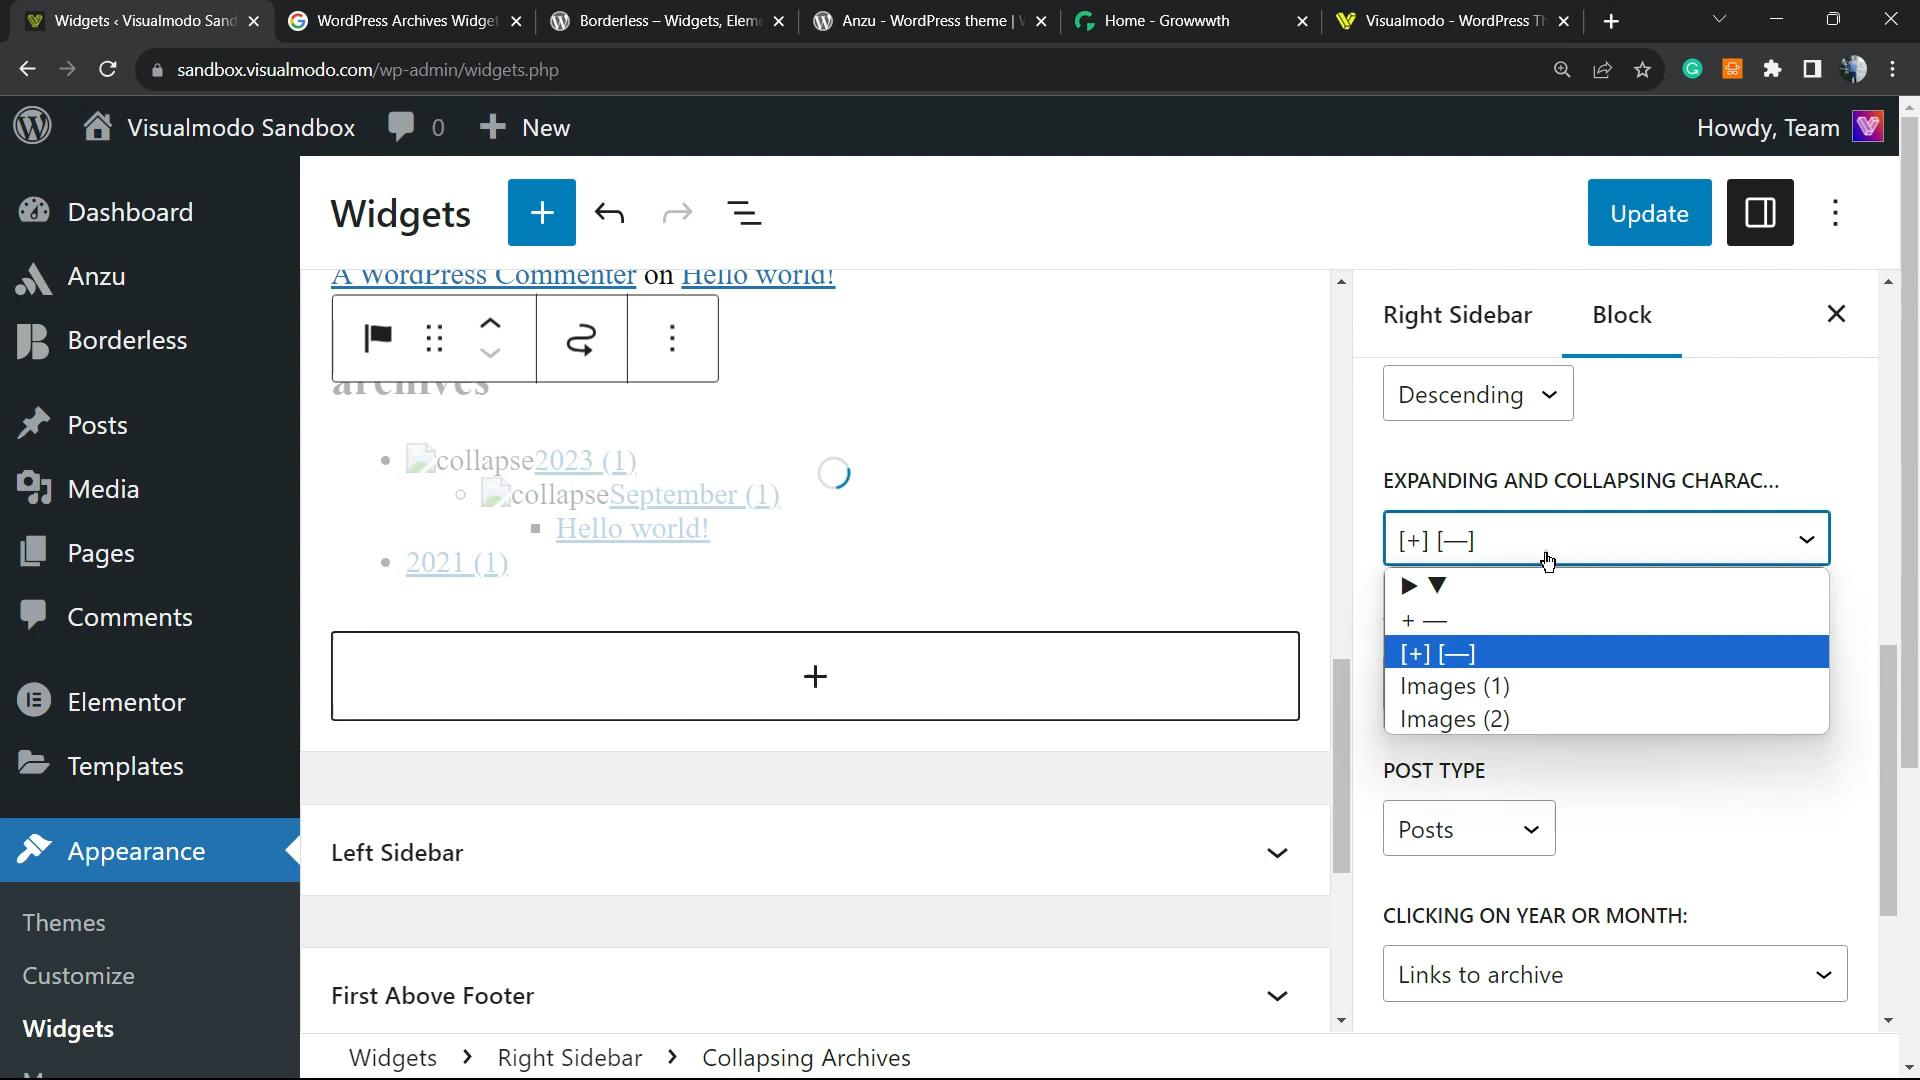 Widgets ‹ Visualmodo Sand
WordPress Archives Widget
Borderless – Widgets, Elem
Anzu - WordPress theme |
Home - Growwwth
Visualmodo - WordPress Th
sandbox.visualmodo.com/wp-admin/widgets.php
Visualmodo Sandbox
0
New
Howdy, Team
Dashboard
Anzu
Borderless
Posts
Media
Pages
Comments
Elementor
Templates
Appearance
Themes
Customize
Widgets
Widgets
Update
A WordPress Commenter on Hello world!
archives
collapse2023 (1)
collapseSeptember (1)
Hello world!
2021 (1)
+
Left Sidebar
First Above Footer
Widgets > Right Sidebar > Collapsing Archives
Right Sidebar
Block
Descending
EXPANDING AND COLLAPSING CHARAC...
[+] [—]
▶ ▼
+ —
[+] [—]
Images (1)
Images (2)
POST TYPE
Posts
CLICKING ON YEAR OR MONTH:
Links to archive